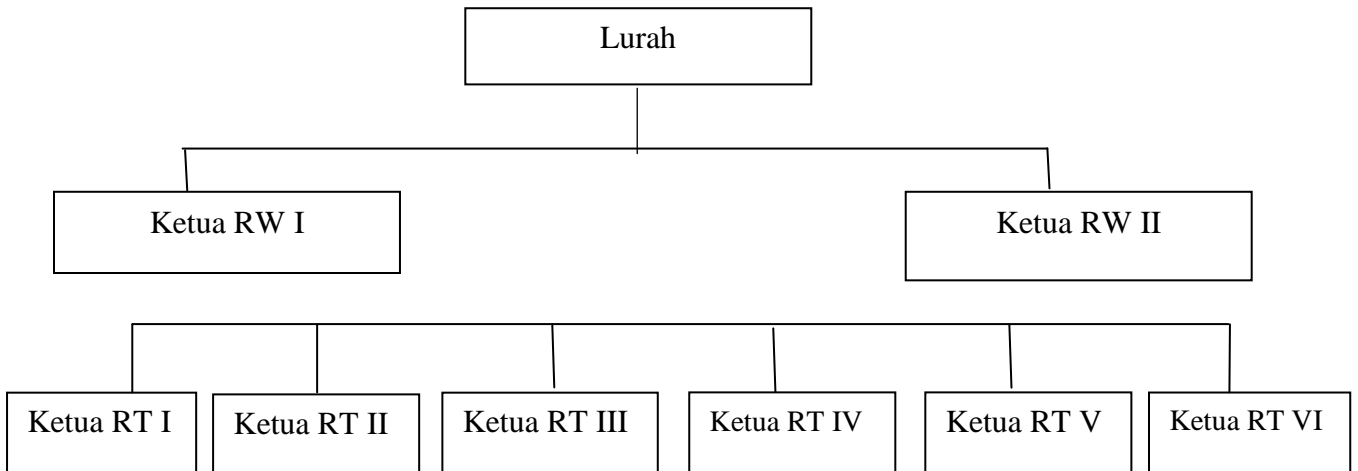 Lurah
Ketua RW I
Ketua RW II
Ketua RT I
Ketua RT II
Ketua RT III
Ketua RT IV
Ketua RT V
Ketua RT VI